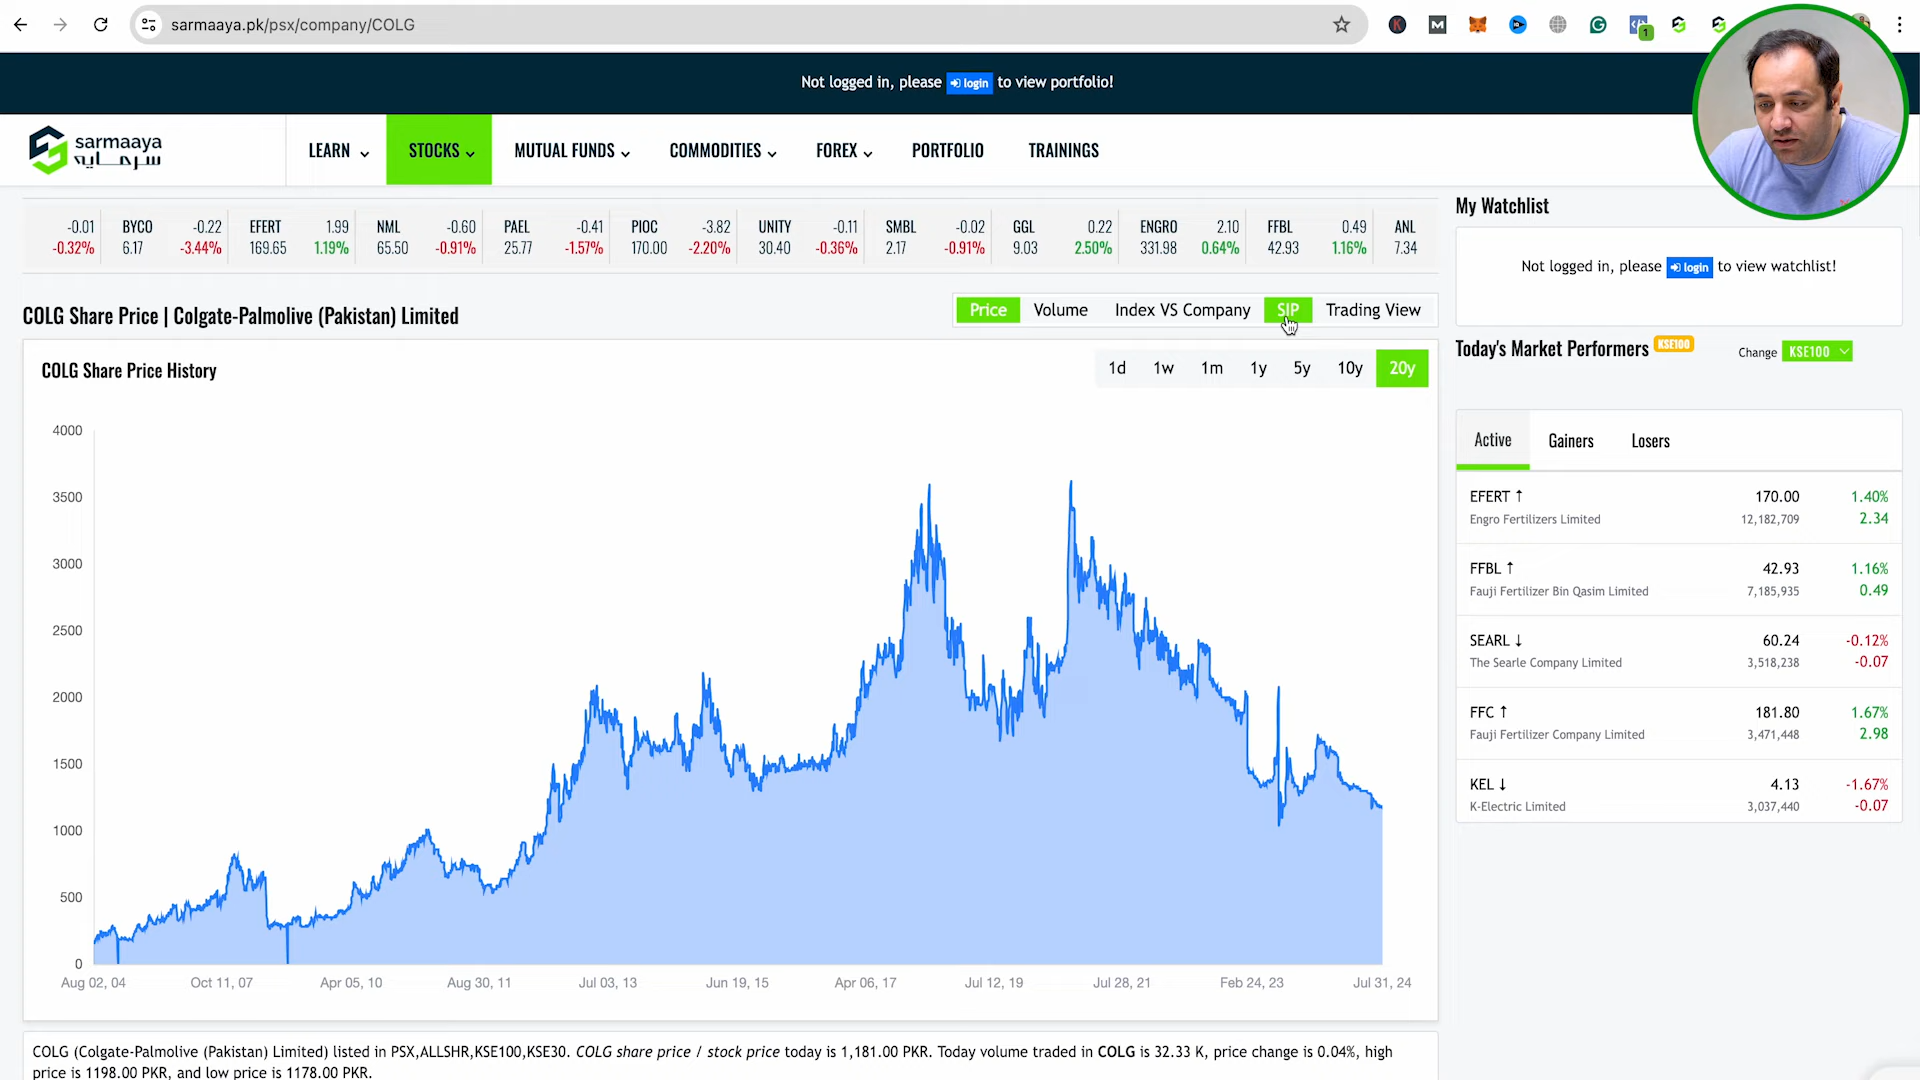 sarmaaya.pk/psx/company/COLG
1
Not logged in, please login to view portfolio!
sarmaaya
سرمایہ
LEARN STOCKS MUTUAL FUNDS COMMODITIES FOREX PORTFOLIO TRAININGS
-0.01 BYCO -0.22 EFERT 1.99 NML -0.60 PAEL -0.41 PIOC -3.82 UNITY -0.11 SMBL -0.02 GGL 0.22 ENGRO 2.10 FFBL 0.49 ANL
-0.32% 6.17 -3.44% 169.65 1.19% 65.50 -0.91% 25.77 -1.57% 170.00 -2.20% 30.40 -0.36% 2.17 -0.91% 9.03 2.50% 331.98 0.64% 42.93 1.16% 7.34
COLG Share Price | Colgate-Palmolive (Pakistan) Limited
Price Volume Index VS Company SIP Trading View
COLG Share Price History
1d 1w 1m 1y 5y 10y 20y
4000
3500
3000
2500
2000
1500
1000
500
0
Aug 02, 04 Oct 11, 07 Apr 05, 10 Aug 30, 11 Jul 03, 13 Jun 19, 15 Apr 06, 17 Jul 12, 19 Jul 28, 21 Feb 24, 23 Jul 31, 24
COLG (Colgate-Palmolive (Pakistan) Limited) listed in PSX,ALLSHR,KSE100,KSE30. COLG share price / stock price today is 1,181.00 PKR. Today volume traded in COLG is 32.33 K, price change is 0.04%, high
price is 1198.00 PKR, and low price is 1178.00 PKR.
My Watchlist
Not logged in, please login to view watchlist!
Today's Market Performers KSE100
Change KSE100
Active Gainers Losers
EFERT ↑ 170.00 1.40%
Engro Fertilizers Limited 12,182,709 2.34
FFBL ↑ 42.93 1.16%
Fauji Fertilizer Bin Qasim Limited 7,185,935 0.49
SEARL ↓ 60.24 -0.12%
The Searle Company Limited 3,518,238 -0.07
FFC ↑ 181.80 1.67%
Fauji Fertilizer Company Limited 3,471,448 2.98
KEL ↓ 4.13 -1.67%
K-Electric Limited 3,037,440 -0.07